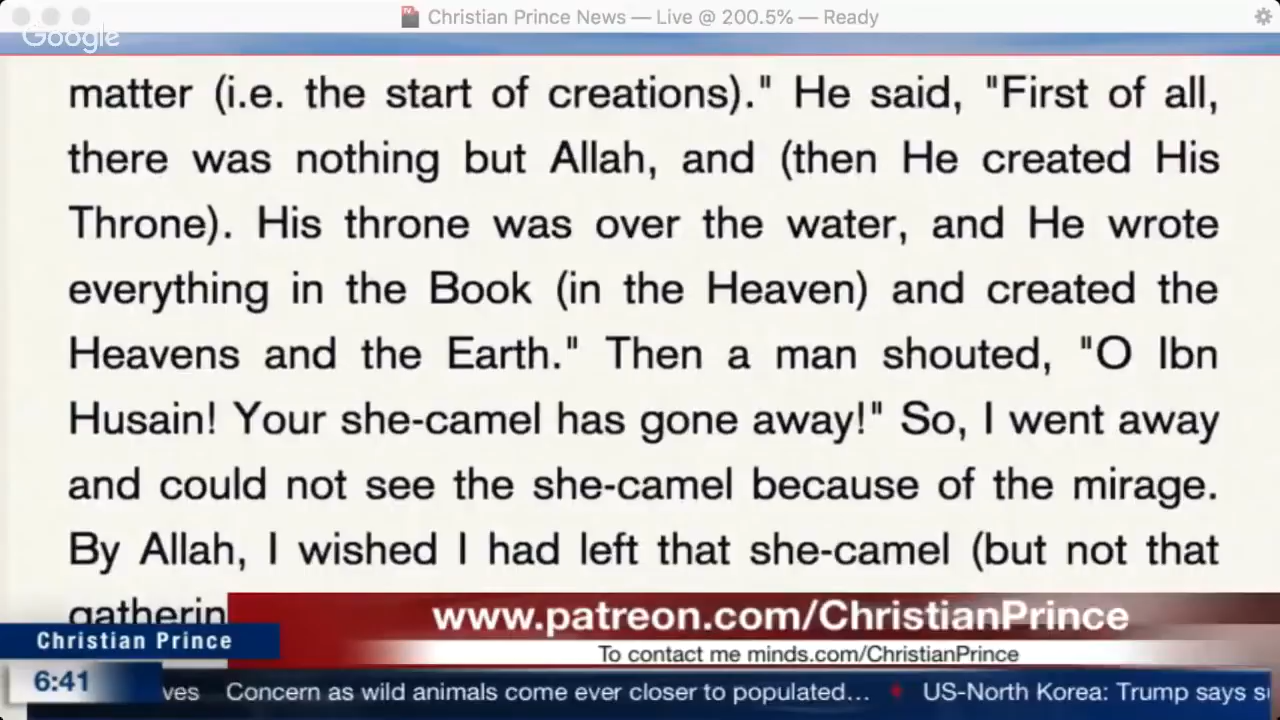 Christian Prince News — Live @ 200.5% — Ready
Google
matter (i.e. the start of creations)." He said, "First of all,
there was nothing but Allah, and (then He created His
Throne). His throne was over the water, and He wrote
everything in the Book (in the Heaven) and created the
Heavens and the Earth." Then a man shouted, "O Ibn
Husain! Your she-camel has gone away!" So, I went away
and could not see the she-camel because of the mirage.
By Allah, I wished I had left that she-camel (but not that
gatherin
www.patreon.com/ChristianPrince
Christian Prince
To contact me minds.com/ChristianPrince
6:41
ves Concern as wild animals come ever closer to populated... US-North Korea: Trump says